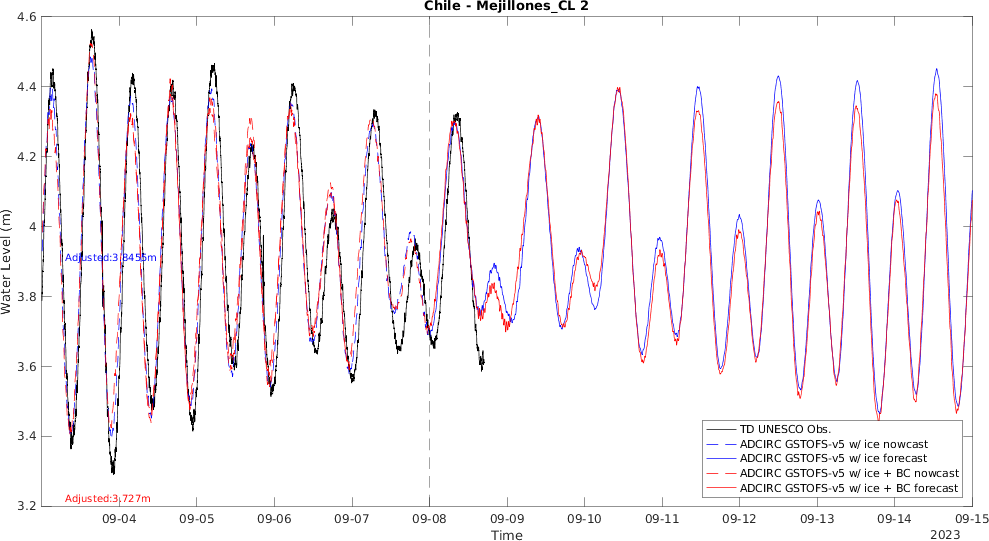 Chile - Mejillones_CL 2
Water Level (m)
4.6
4.4
4.2
4
3.8
3.6
3.4
3.2
Adjusted:3.8455m
Adjusted:3.727m
TD UNESCO Obs.
ADCIRC GSTOFS-v5 w/ ice nowcast
ADCIRC GSTOFS-v5 w/ ice forecast
ADCIRC GSTOFS-v5 w/ ice + BC nowcast
ADCIRC GSTOFS-v5 w/ ice + BC forecast
09-04 09-05 09-06 09-07 09-08 09-09 09-10 09-11 09-12 09-13 09-14 09-15
Time
2023